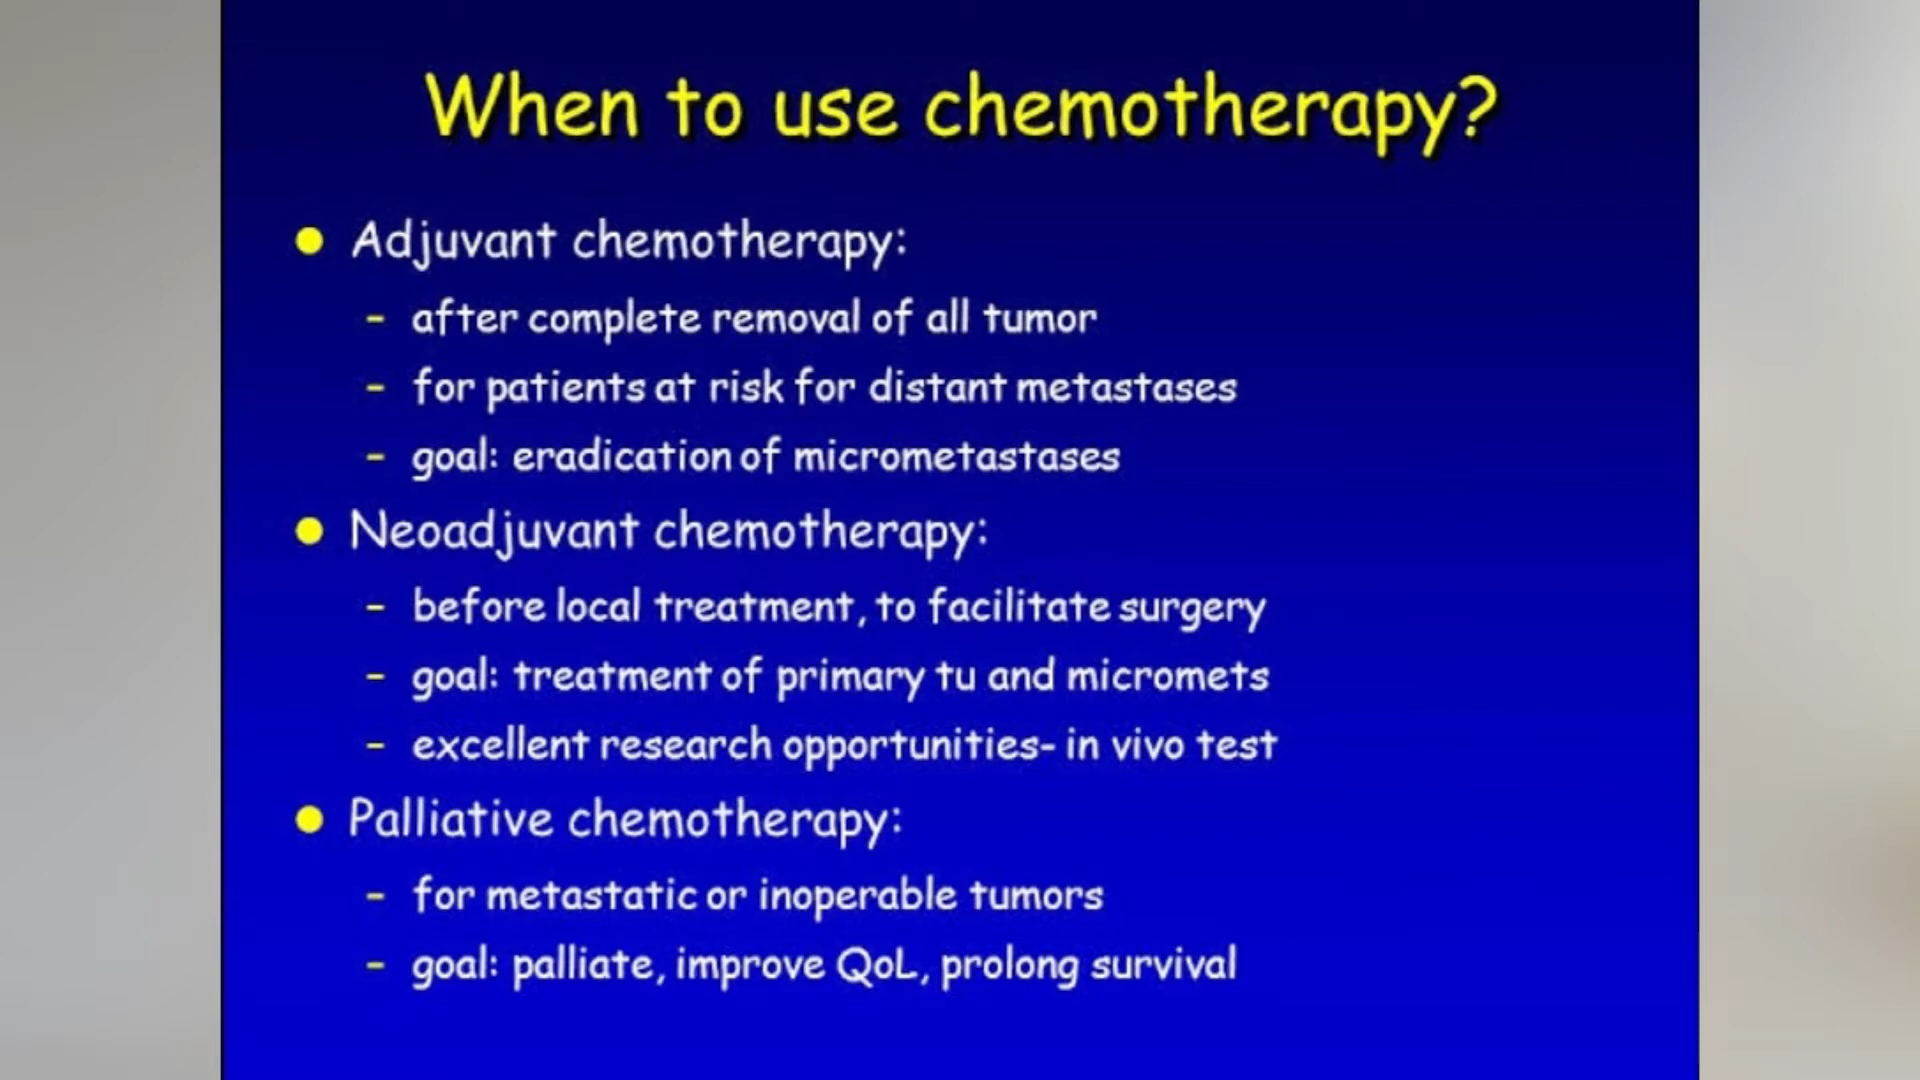 When to use chemotherapy?
● Adjuvant chemotherapy:
– after complete removal of all tumor
– for patients at risk for distant metastases
– goal: eradication of micrometastases
● Neoadjuvant chemotherapy:
– before local treatment, to facilitate surgery
– goal: treatment of primary tu and micromets
– excellent research opportunities- in vivo test
● Palliative chemotherapy:
– for metastatic or inoperable tumors
– goal: palliate, improve QoL, prolong survival